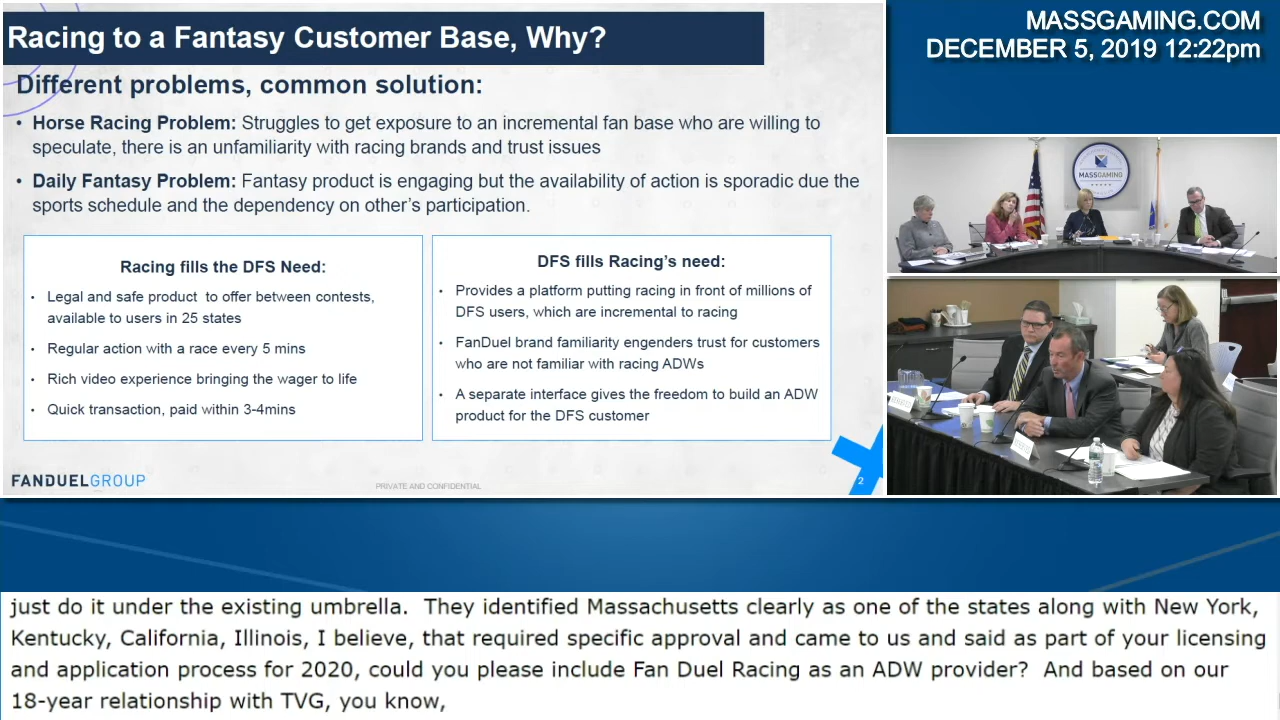 Racing to a Fantasy Customer Base, Why?
Different problems, common solution:
• Horse Racing Problem: Struggles to get exposure to an incremental fan base who are willing to
speculate, there is an unfamiliarity with racing brands and trust issues
• Daily Fantasy Problem: Fantasy product is engaging but the availability of action is sporadic due the
sports schedule and the dependency on other's participation.
Racing fills the DFS Need:
• Legal and safe product to offer between contests,
available to users in 25 states
• Regular action with a race every 5 mins
• Rich video experience bringing the wager to life
• Quick transaction, paid within 3-4mins
DFS fills Racing's need:
• Provides a platform putting racing in front of millions of
DFS users, which are incremental to racing
• FanDuel brand familiarity engenders trust for customers
who are not familiar with racing ADWs
• A separate interface gives the freedom to build an ADW
product for the DFS customer
FANDUELGROUP
PRIVATE AND CONFIDENTIAL
2
MASSGAMING.COM
DECEMBER 5, 2019 12:22pm
MASSGAMING
just do it under the existing umbrella. They identified Massachusetts clearly as one of the states along with New York,
Kentucky, California, Illinois, I believe, that required specific approval and came to us and said as part of your licensing
and application process for 2020, could you please include Fan Duel Racing as an ADW provider? And based on our
18-year relationship with TVG, you know,